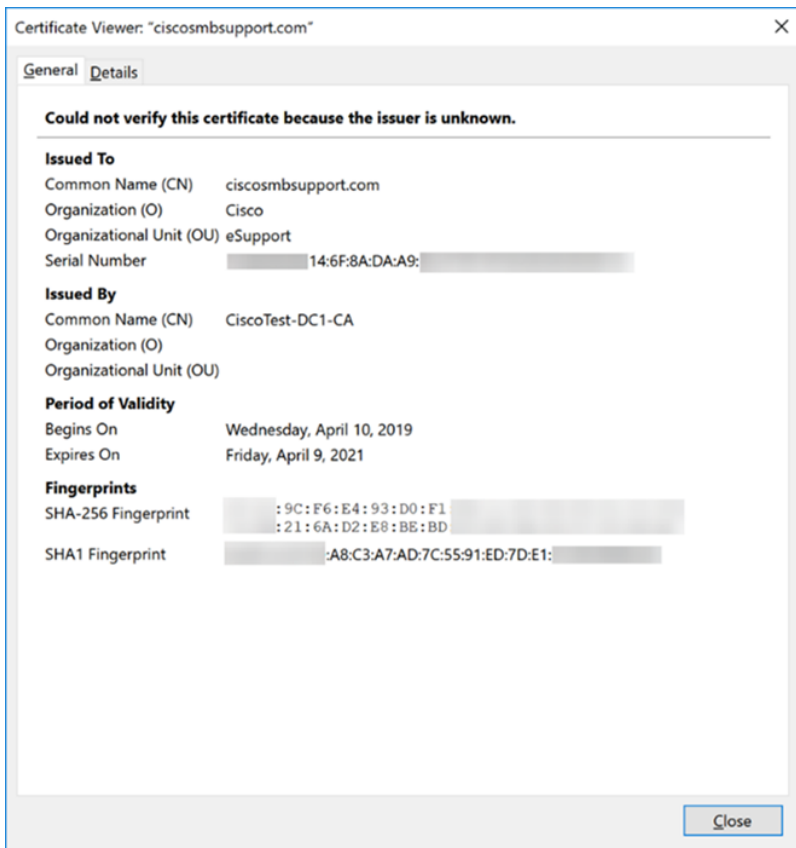 Certificate Viewer: "ciscosmbsupport.com"
General Details
Could not verify this certificate because the issuer is unknown.
Issued To
Common Name (CN) ciscosmbsupport.com
Organization (O) Cisco
Organizational Unit (OU) eSupport
Serial Number 14:6F:8A:DA:A9:
Issued By
Common Name (CN) CiscoTest-DC1-CA
Organization (O)
Organizational Unit (OU)
Period of Validity
Begins On Wednesday, April 10, 2019
Expires On Friday, April 9, 2021
Fingerprints
SHA-256 Fingerprint :9C:F6:E4:93:D0:F1
:21:6A:D2:E8:BE:BD
SHA1 Fingerprint :A8:C3:A7:AD:7C:55:91:ED:7D:E1:
Close